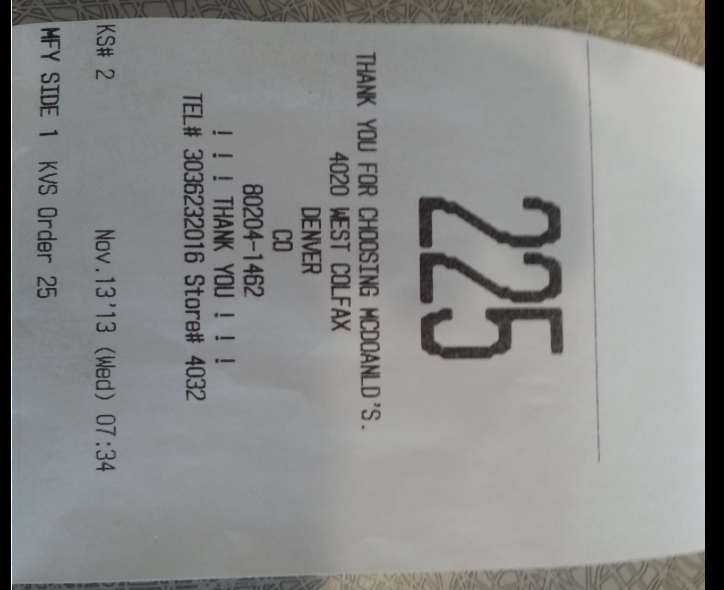 225
THANK YOU FOR CHOOSING MCDOANLD'S.
4020 WEST COLFAX
DENVER
CO
80204-1462
! ! ! THANK YOU ! ! !
TEL# 3036232016 Store# 4032
KS# 2 Nov.13'13 (Wed) 07:34
MFY SIDE 1 KVS Order 25